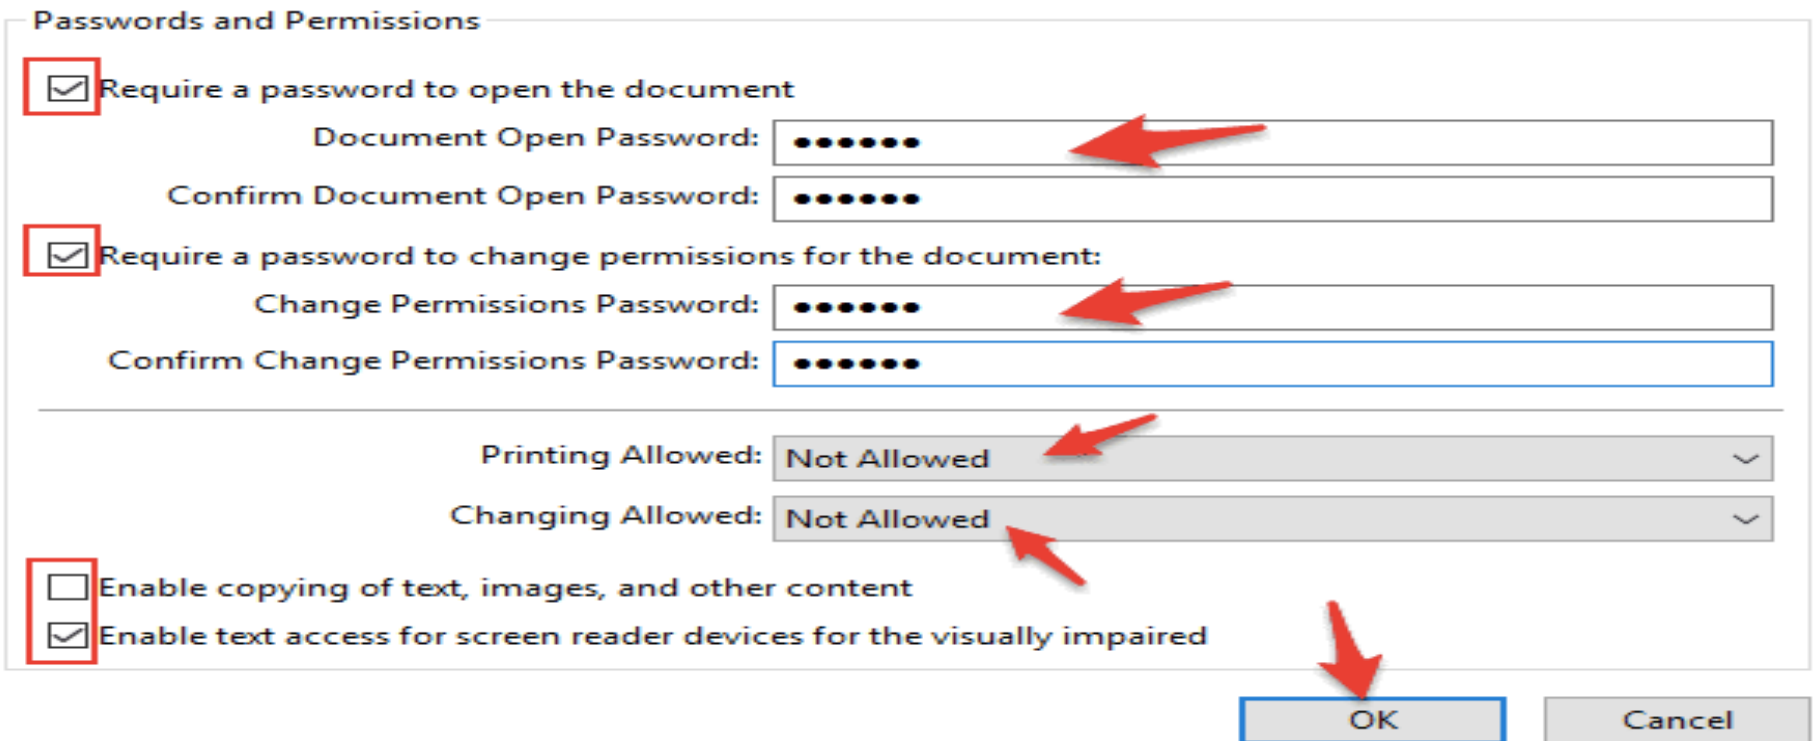 Passwords and Permissions
Require a password to open the document
Document Open Password: ••••••
Confirm Document Open Password: ••••••
Require a password to change permissions for the document:
Change Permissions Password: ••••••
Confirm Change Permissions Password: ••••••
Printing Allowed: Not Allowed
Changing Allowed: Not Allowed
Enable copying of text, images, and other content
Enable text access for screen reader devices for the visually impaired
OK Cancel